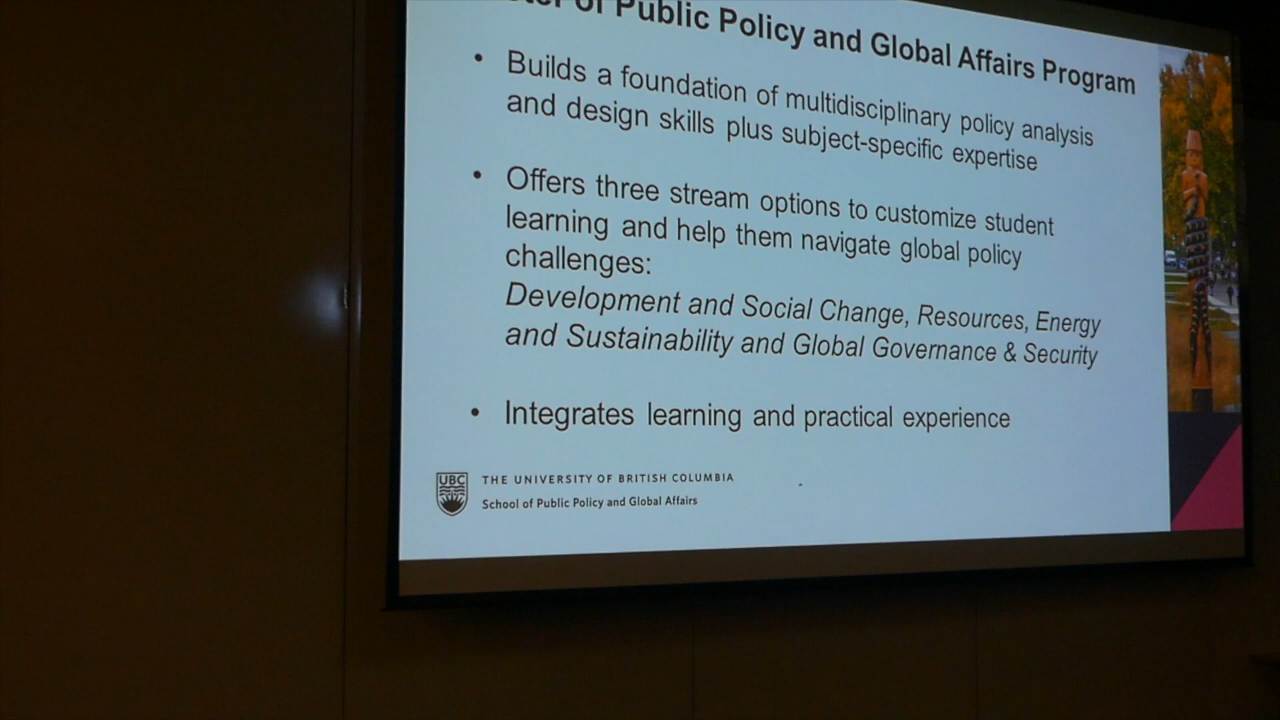 of Public Policy and Global Affairs Program
• Builds a foundation of multidisciplinary policy analysis
and design skills plus subject-specific expertise
• Offers three stream options to customize student
learning and help them navigate global policy
challenges:
Development and Social Change, Resources, Energy
and Sustainability and Global Governance & Security
• Integrates learning and practical experience
UBC
THE UNIVERSITY OF BRITISH COLUMBIA
School of Public Policy and Global Affairs